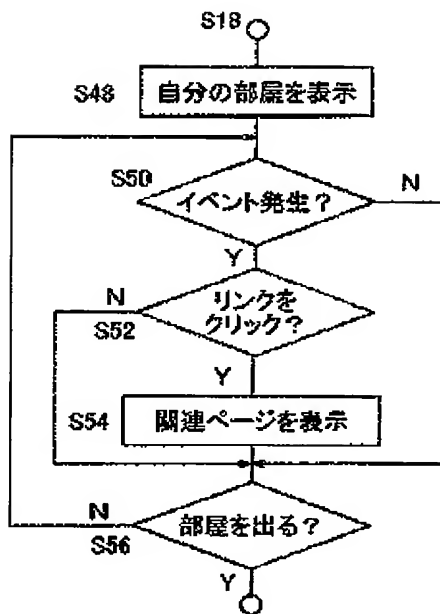 S18
S48 自分の部屋を表示
S50
イベント発生?
N
Y
リンクを
クリック?
N
S52
Y
S54 関連ページを表示
部屋を出る?
N
S56
Y